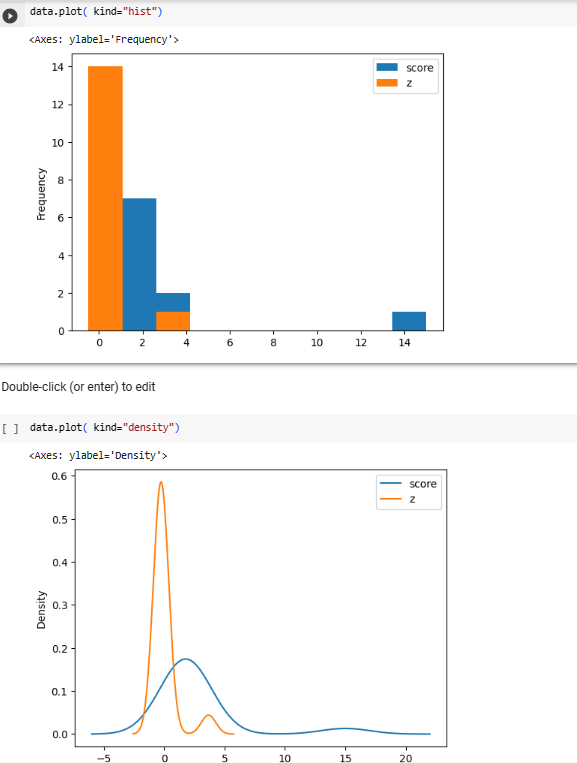 data.plot( kind="hist")
<Axes: ylabel='Frequency'>
score
z
14
12
10
8
6
4
2
0
Frequency
0 2 4 6 8 10 12 14
Double-click (or enter) to edit
[ ] data.plot( kind="density")
<Axes: ylabel='Density'>
score
z
0.6
0.5
0.4
0.3
0.2
0.1
0.0
Density
−5 0 5 10 15 20